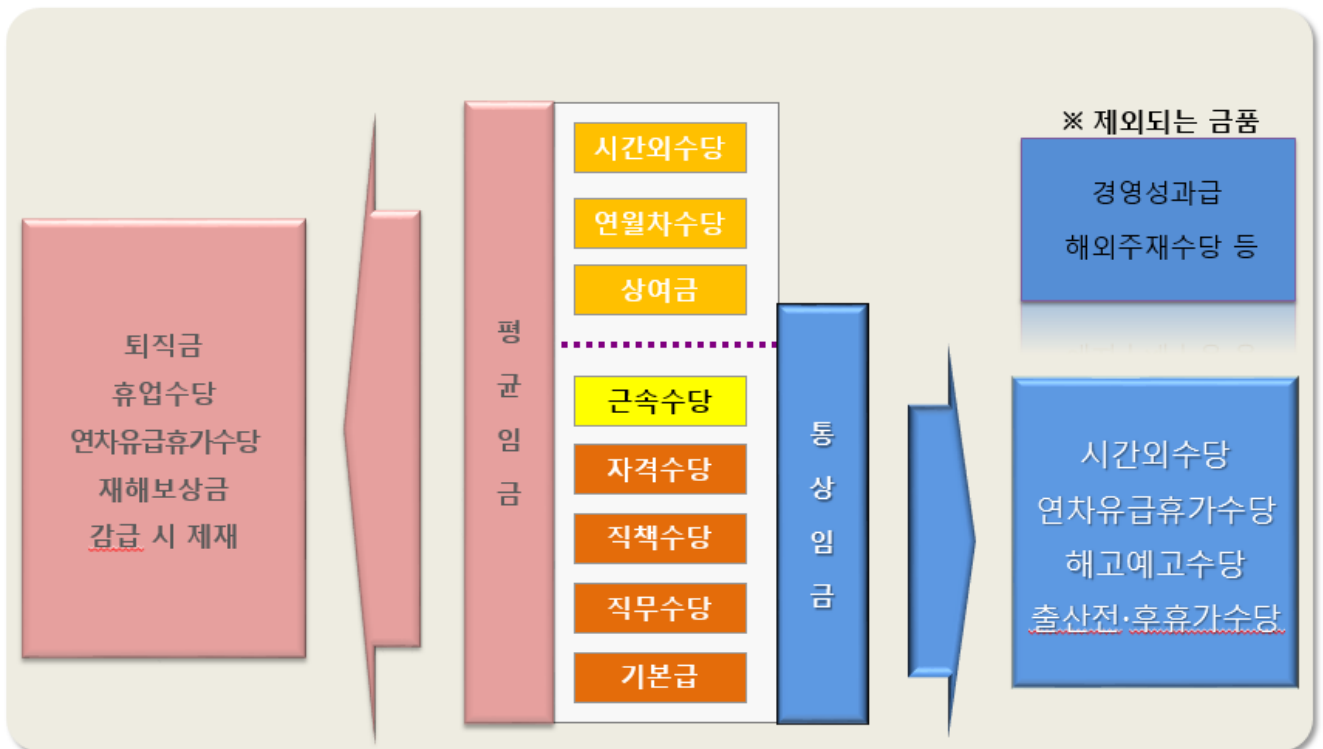 퇴직금
휴업수당
연차유급휴가수당
재해보상금
감급 시 제재
평
균
임
금
시간외수당
연월차수당
상여금
근속수당
자격수당
직책수당
직무수당
기본급
통
상
임
금
※ 제외되는 금품
경영성과급
해외주재수당 등
시간외수당
연차유급휴가수당
해고예고수당
출산전·후휴가수당